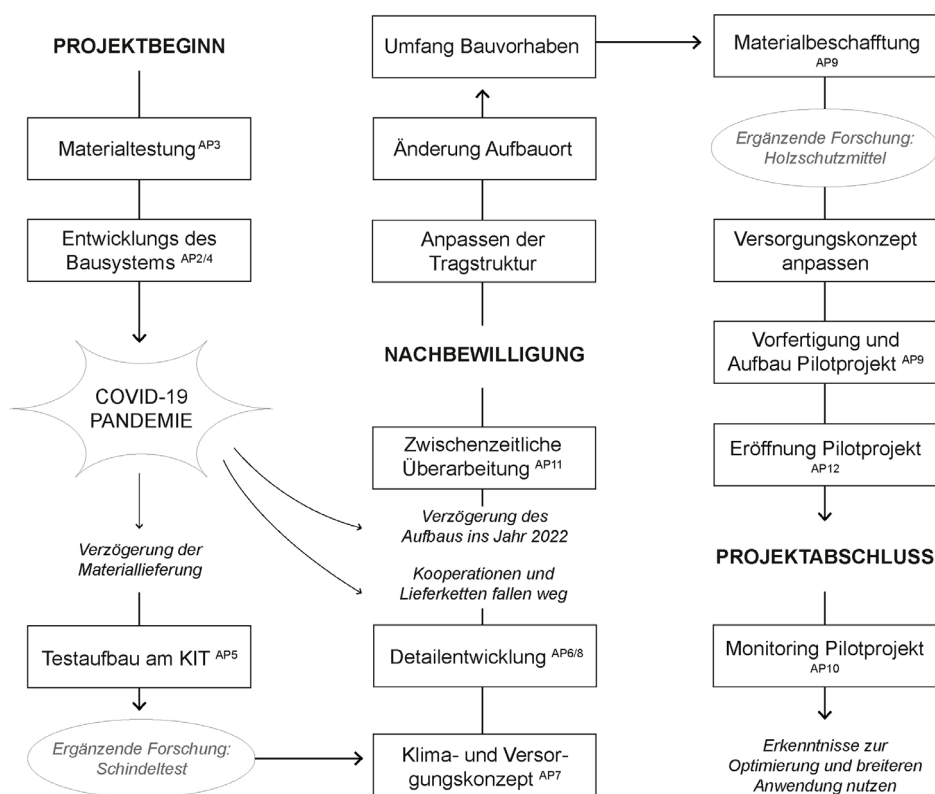 PROJEKTBEGINN
Materialtestung AP3
Entwicklungs des
Bausystems AP2/4
COVID-19
PANDEMIE
Verzögerung der
Materiallieferung
Testaufbau am KIT AP5
Ergänzende Forschung:
Schindeltest
Umfang Bauvorhaben
Änderung Aufbauort
Anpassen der
Tragstruktur
NACHBEWILLIGUNG
Zwischenzeitliche
Überarbeitung AP11
Verzögerung des
Aufbaus ins Jahr 2022
Kooperationen und
Lieferketten fallen weg
Detailentwicklung AP6/8
Klima- und Versor-
gungskonzept AP7
Materialbeschafftung
AP9
Ergänzende Forschung:
Holzschutzmittel
Versorgungskonzept
anpassen
Vorfertigung und
Aufbau Pilotprojekt AP9
Eröffnung Pilotprojekt
AP12
PROJEKTABSCHLUSS
Monitoring Pilotprojekt
AP10
Erkenntnisse zur
Optimierung und breiteren
Anwendung nutzen